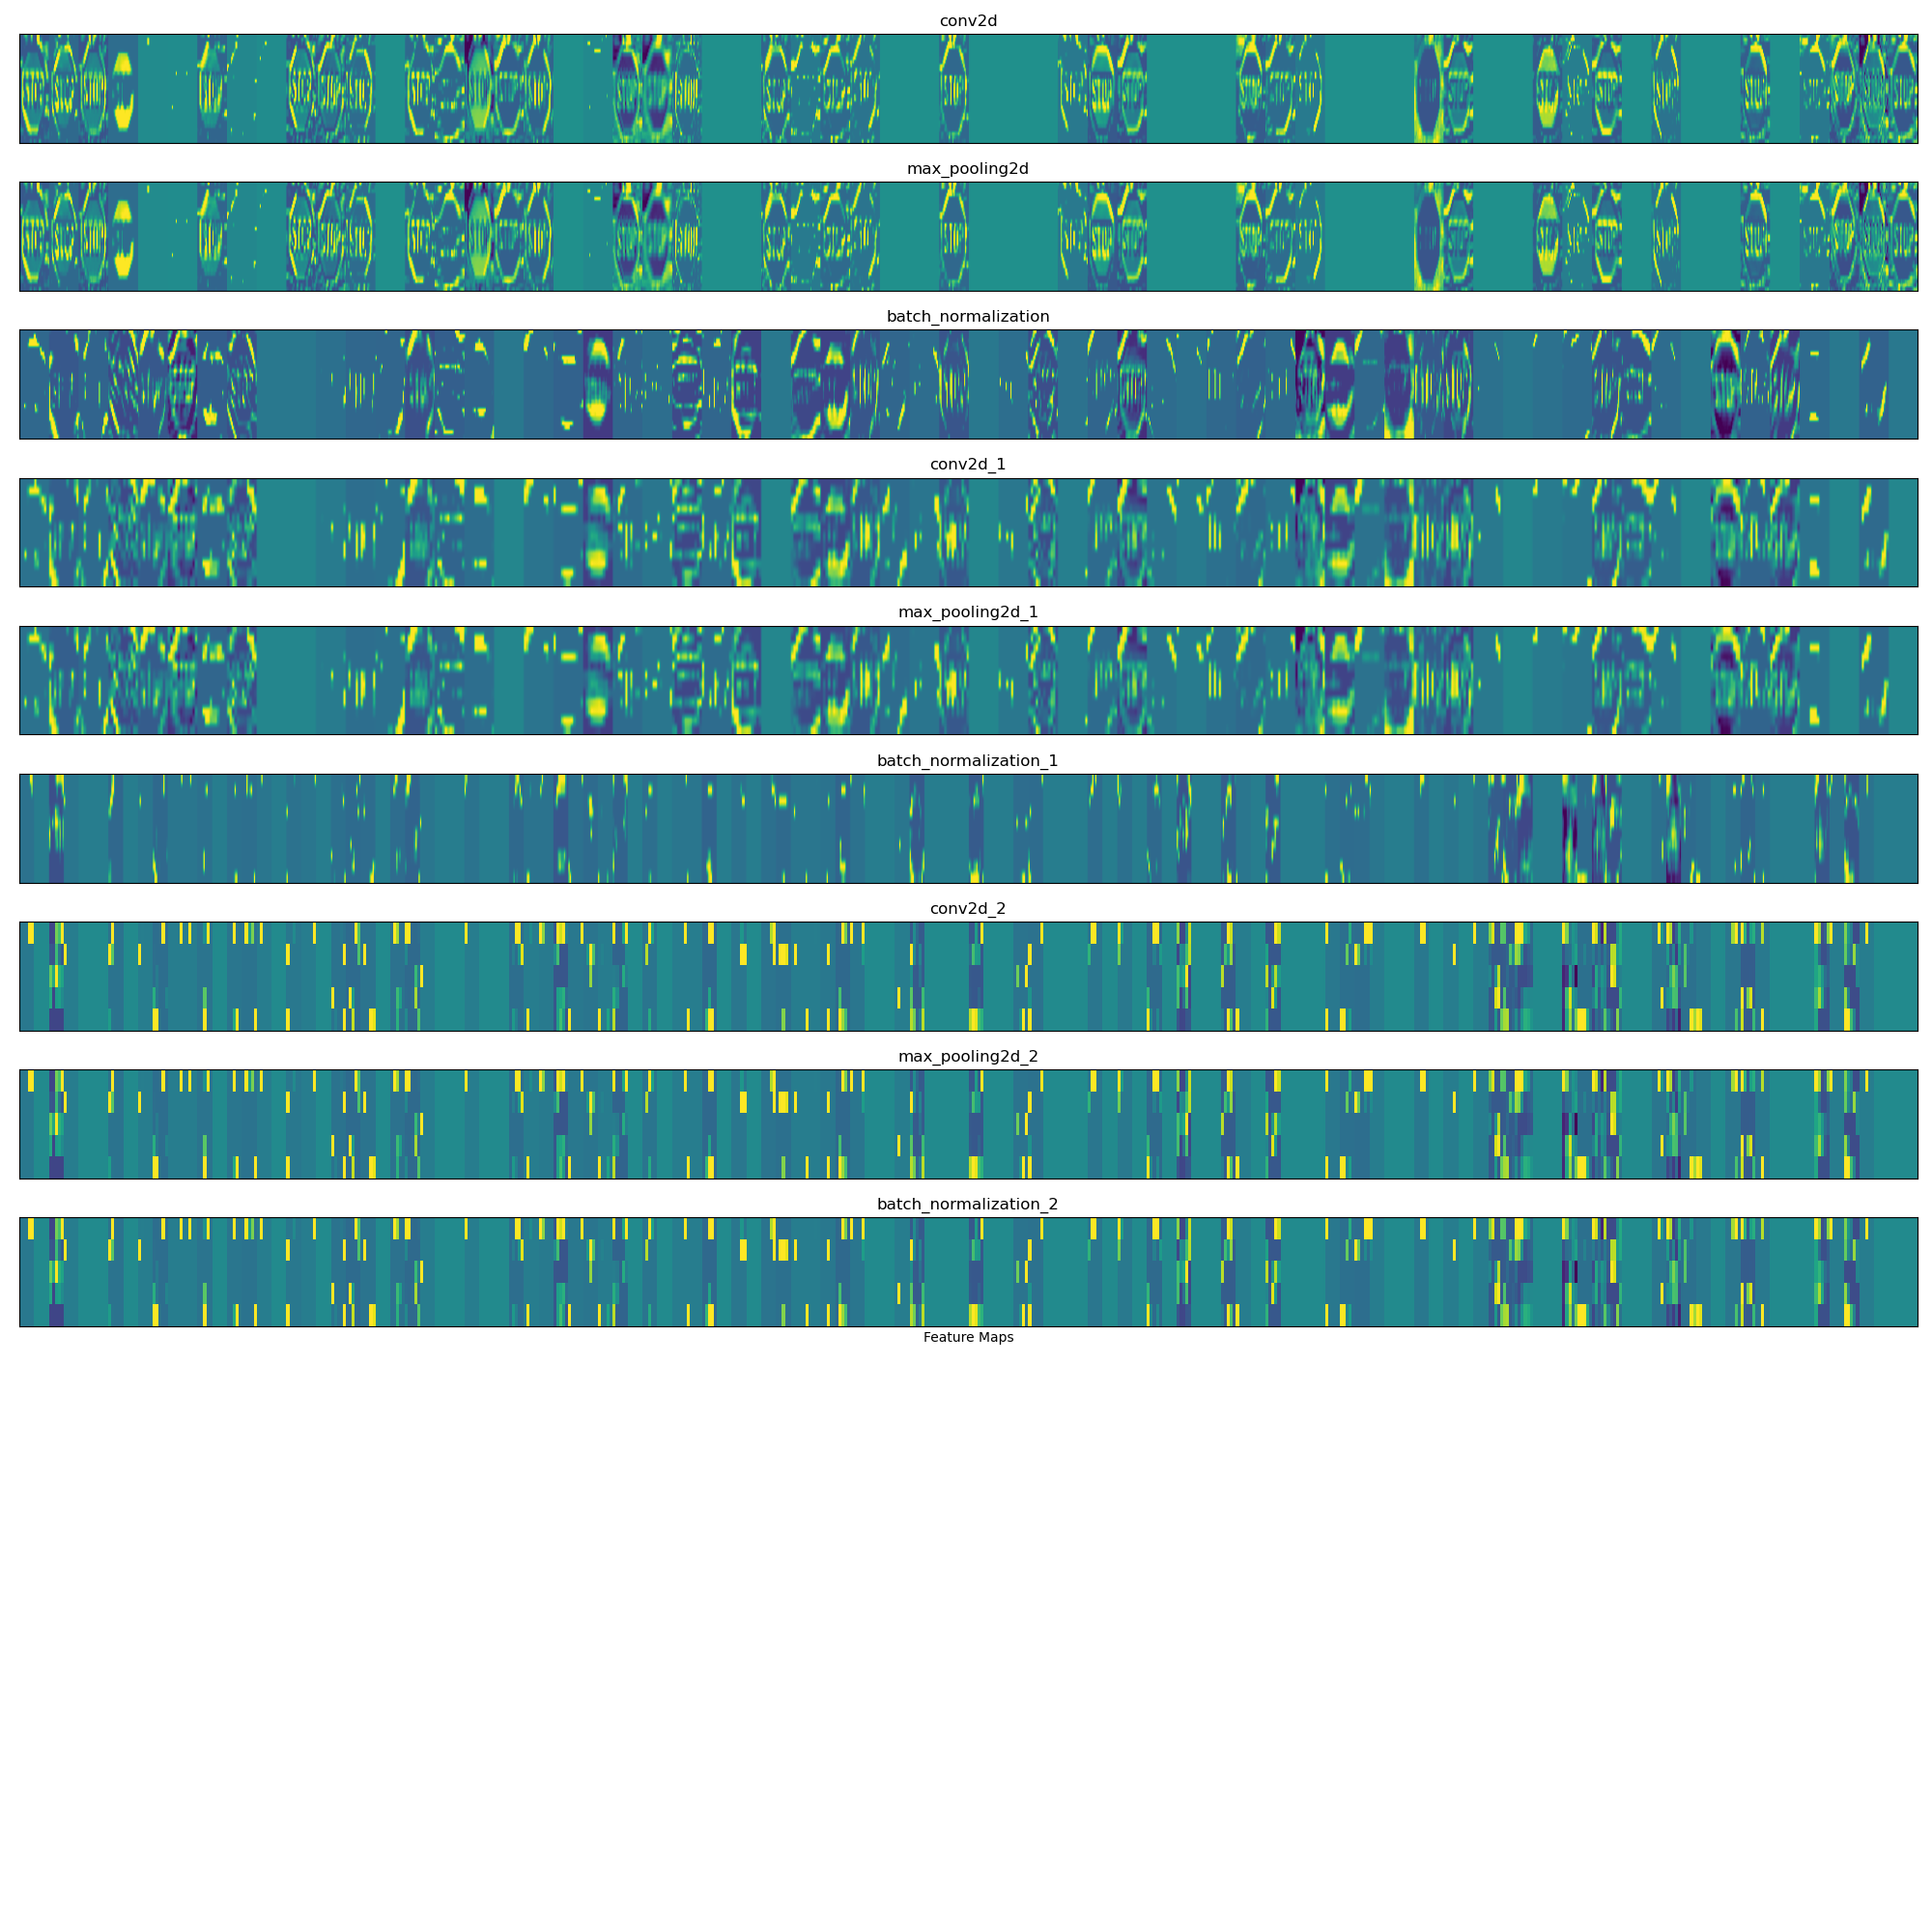 conv2d
max_pooling2d
batch_normalization
conv2d_1
max_pooling2d_1
batch_normalization_1
conv2d_2
max_pooling2d_2
batch_normalization_2
Feature Maps